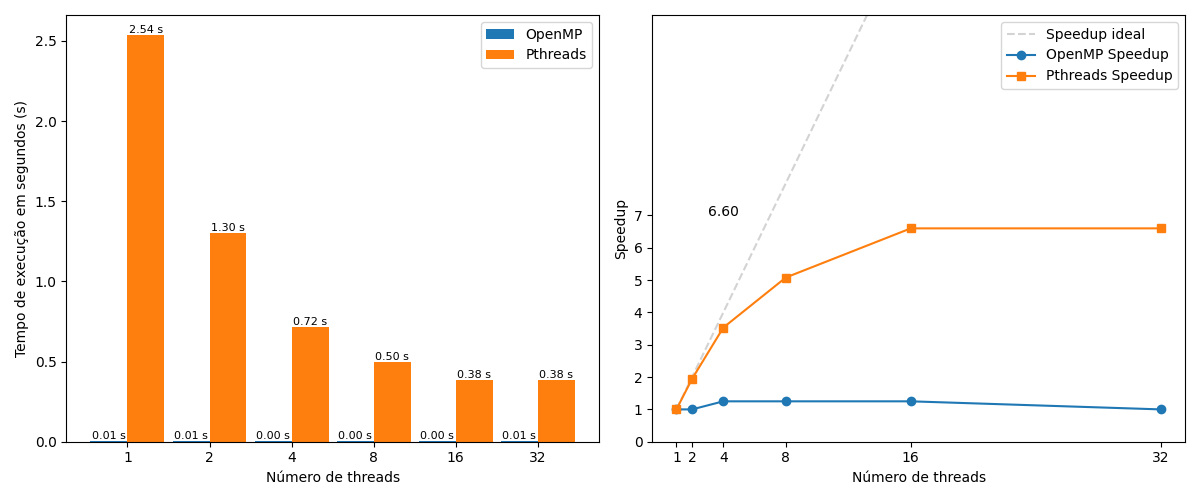 2.54 s
OpenMP
Pthreads
2.5
2.0
1.5
1.0
0.5
0.0
Tempo de execução em segundos (s)
1.30 s
0.72 s
0.50 s
0.38 s
0.38 s
0.01 s
0.01 s
0.00 s
0.00 s
0.00 s
0.01 s
1
2
4
8
16
32
Número de threads
Speedup ideal
OpenMP Speedup
Pthreads Speedup
6.60
Speedup
7
6
5
4
3
2
1
0
1
2
4
8
16
32
Número de threads